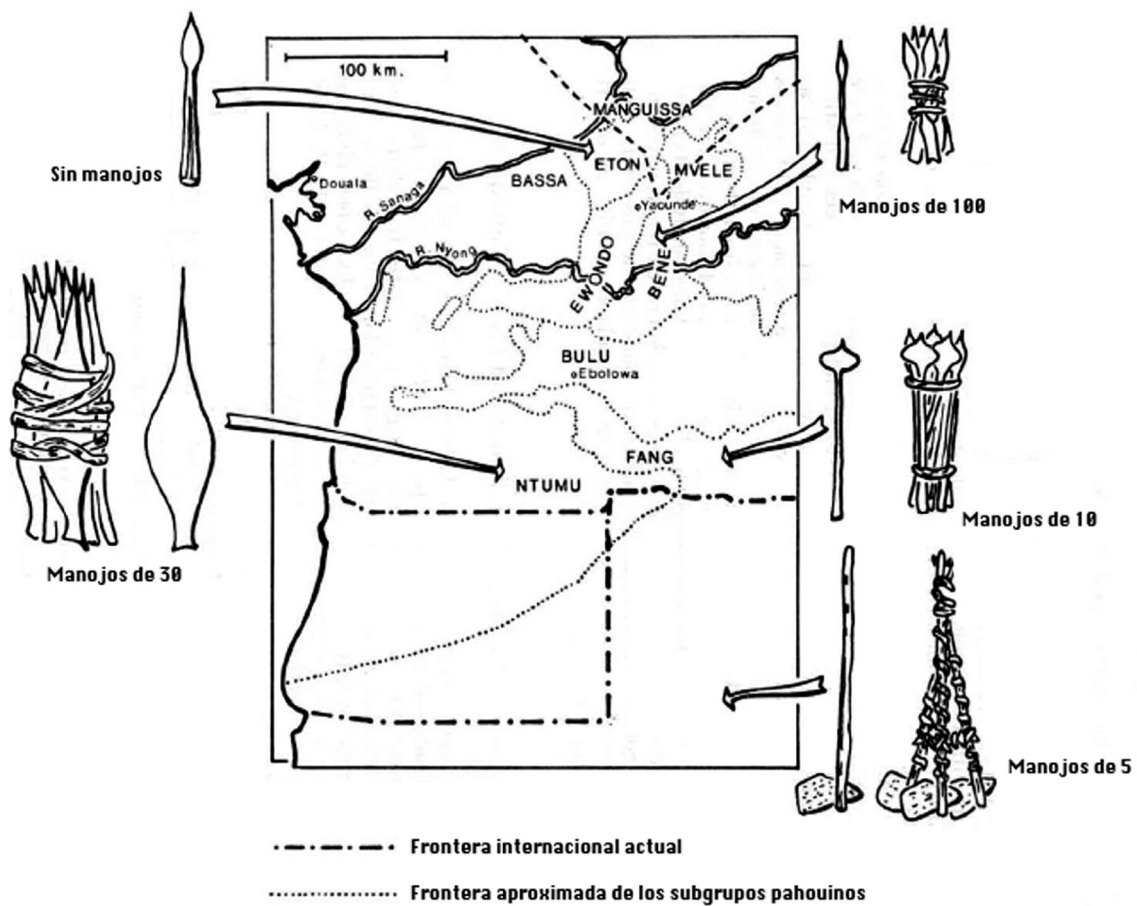 100 km.
MANGUISSA
Sin manojos
ETON
MVELE
BASSA
Douala
R. Sanaga
Yaoundé
Manojos de 100
R. Nyong
EWONDO
BENE
BULU
Ebolowa
FANG
NTUMU
Manojos de 10
Manojos de 30
Manojos de 5
Frontera internacional actual
Frontera aproximada de los subgrupos pahouinos